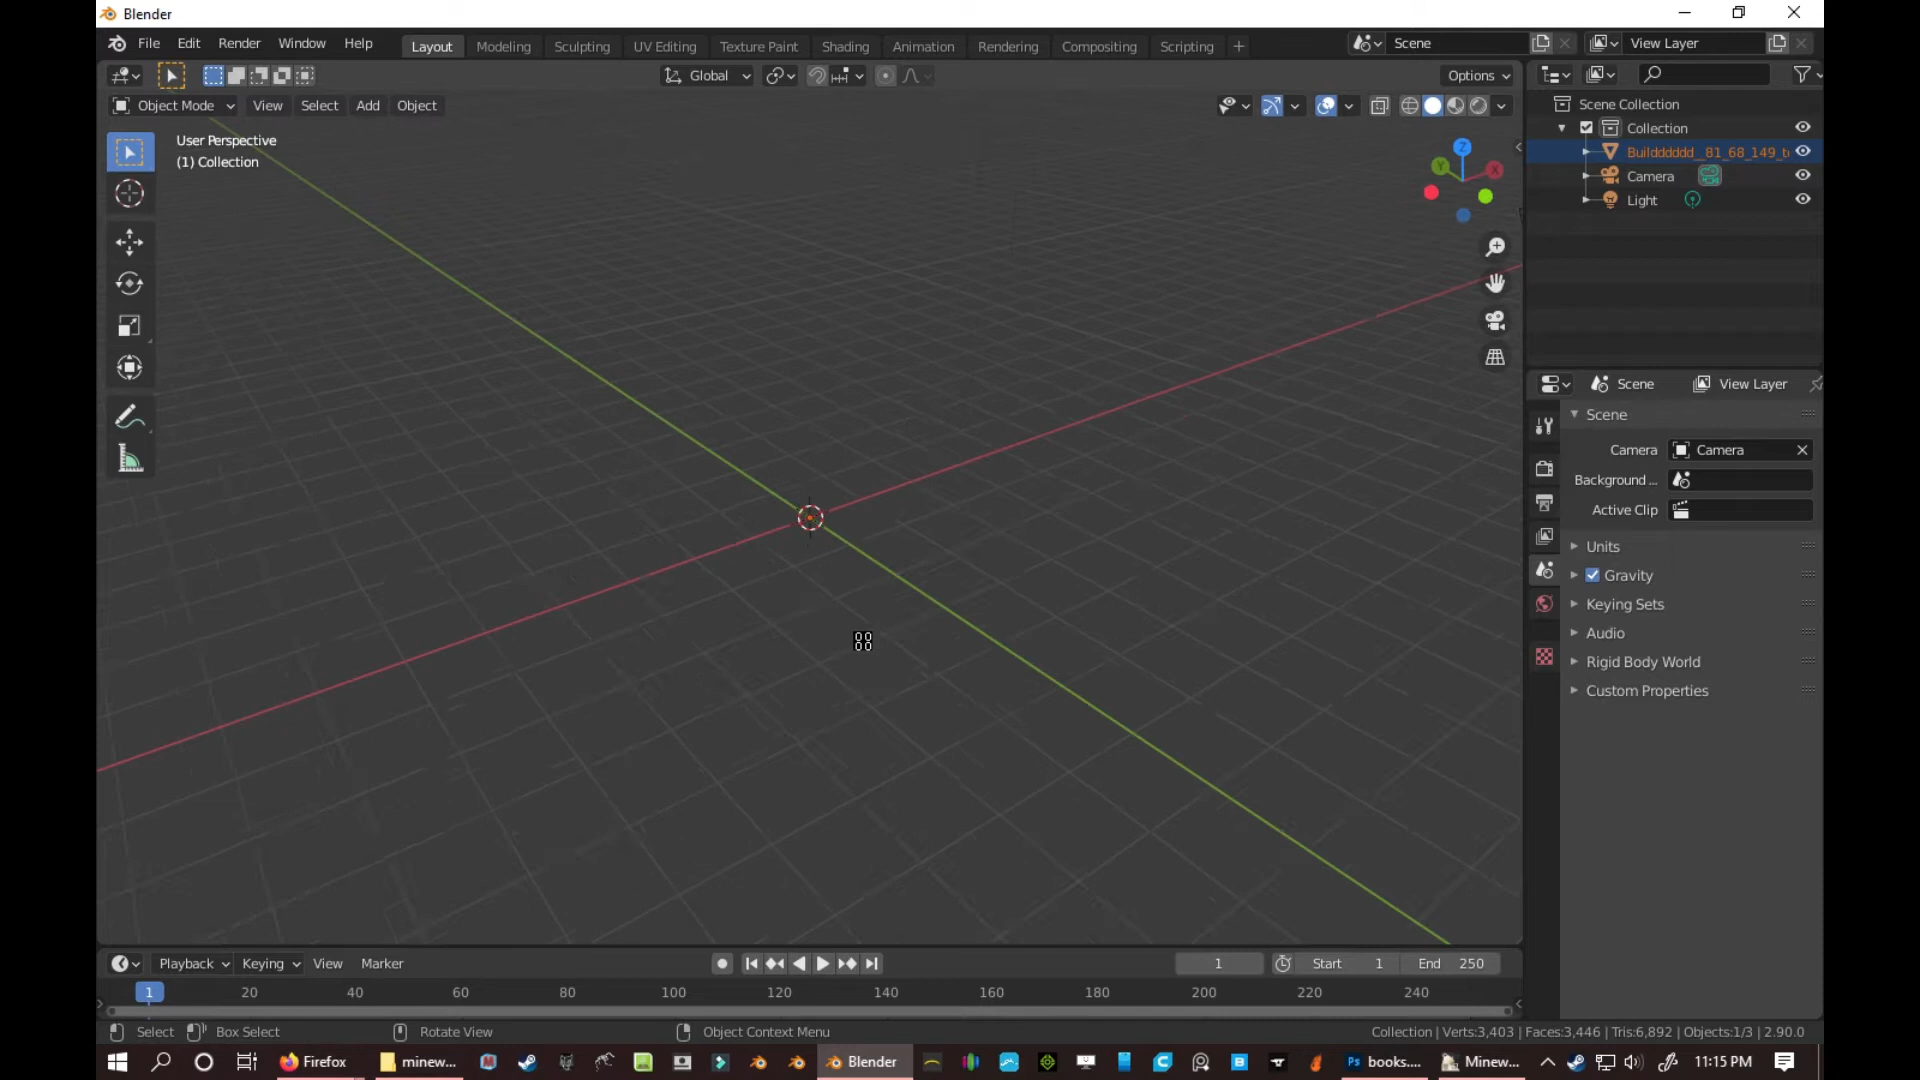 Blender
File Edit Render Window Help
Layout Modeling Sculpting UV Editing Texture Paint Shading Animation Rendering Compositing Scripting +
Scene
View Layer
Global
Options
Object Mode View Select Add Object
User Perspective
(1) Collection
Z
Y
X
Scene Collection
Collection
Buildddddd_81_68_149_t
Camera
Light
Scene View Layer
Scene
Camera Camera
Background ...
Active Clip
Units
Gravity
Keying Sets
Audio
Rigid Body World
Custom Properties
Playback Keying View Marker
1
Start 1
End 250
1 20 40 60 80 100 120 140 160 180 200 220 240
Select Box Select Rotate View Object Context Menu
Collection | Verts:3,403 | Faces:3,446 | Tris:6,892 | Objects:1/3 | 2.90.0
Firefox
minew...
Blender
Ps books....
Minew...
11:15 PM